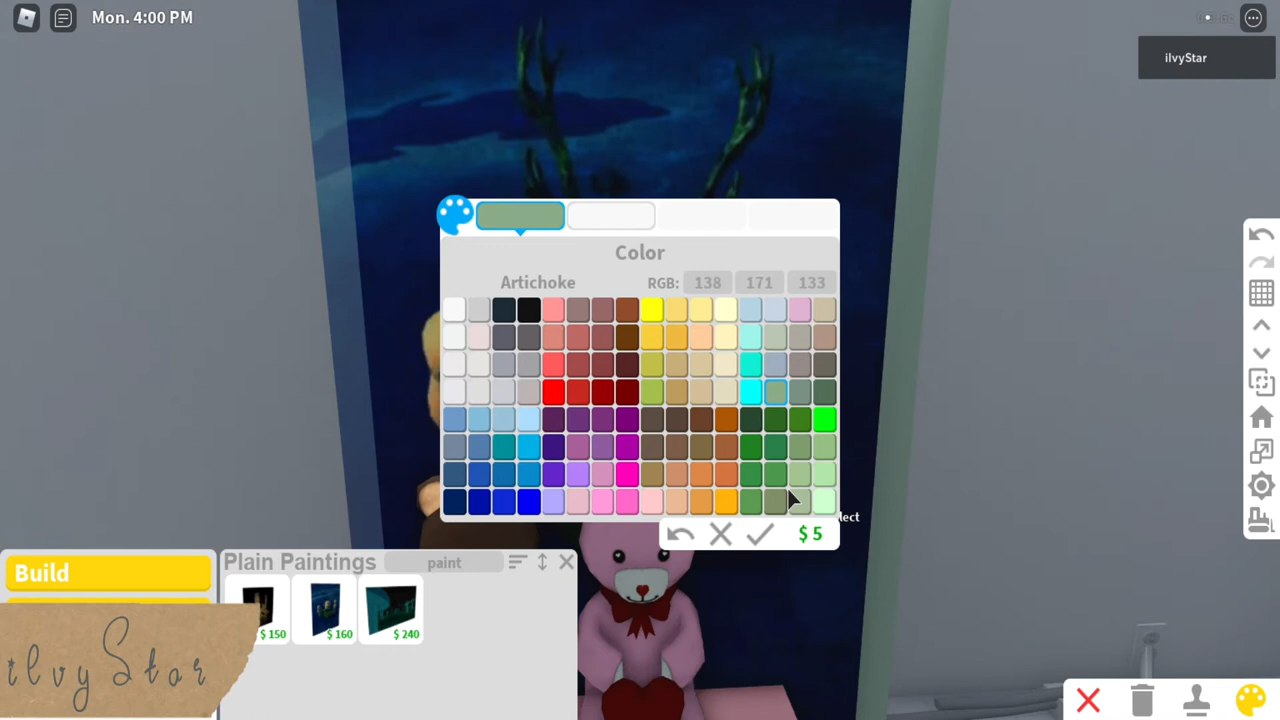 Mon. 4:00 PM
ilvyStar
Color
Artichoke RGB: 138 171 133
lect
$ 5
Build
Plain Paintings paint
$ 150 $ 160 $ 240
ilvyStar